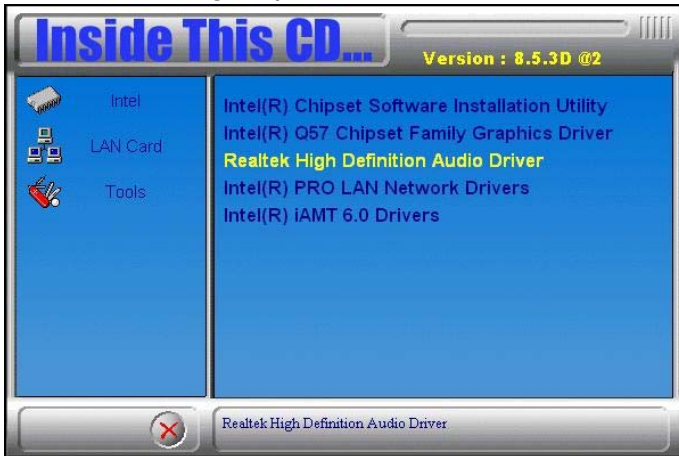 Inside This CD...
Version : 8.5.3D @2
Intel
LAN Card
Tools
Intel(R) Chipset Software Installation Utility
Intel(R) Q57 Chipset Family Graphics Driver
Realtek High Definition Audio Driver
Intel(R) PRO LAN Network Drivers
Intel(R) iAMT 6.0 Drivers
Realtek High Definition Audio Driver